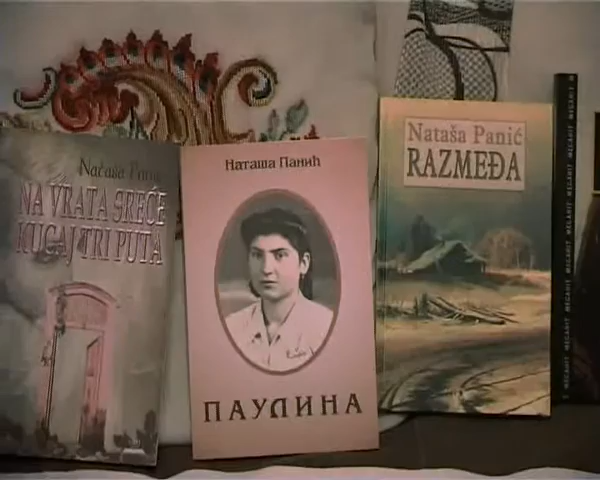 Nataša Panić
NA VRATA SREĆE
KUCAJ TRI PUTA
Наташа Панић
ПАУЛИНА
Nataša Panić
RAZMEĐA